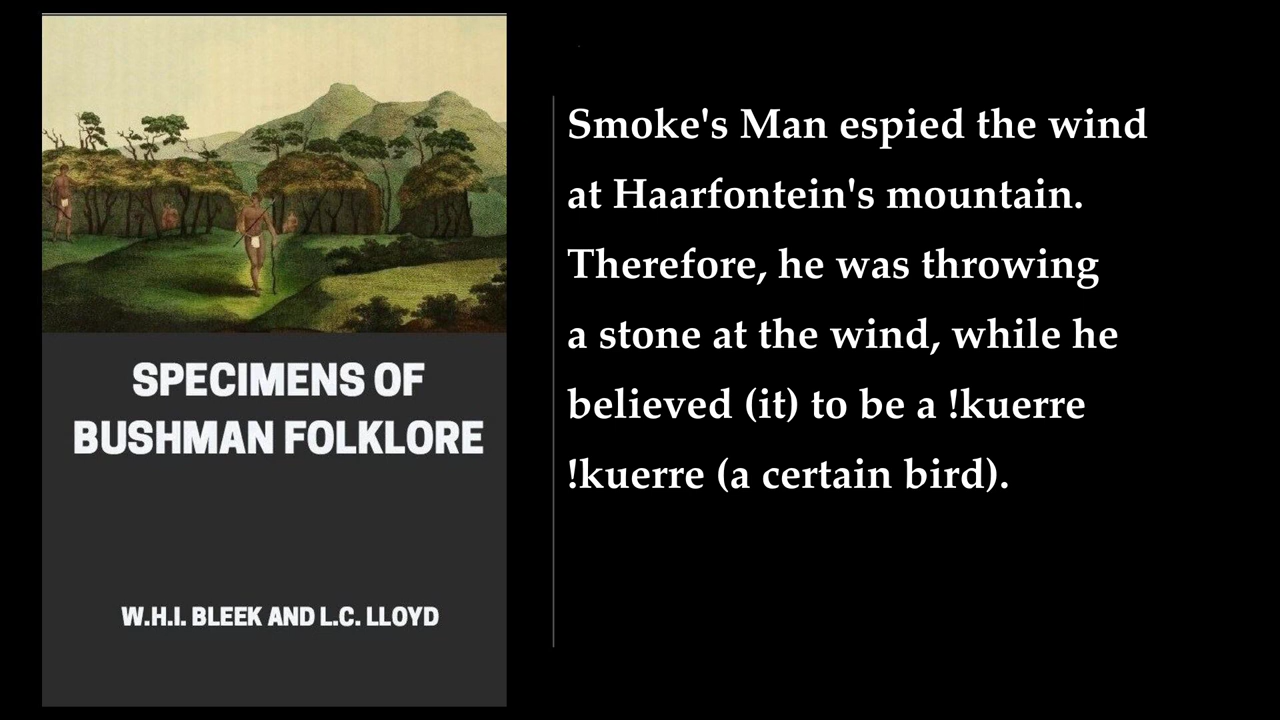 SPECIMENS OF
BUSHMAN FOLKLORE
W.H.I. BLEEK AND L.C. LLOYD
Smoke's Man espied the wind
at Haarfontein's mountain.
Therefore, he was throwing
a stone at the wind, while he
believed (it) to be a !kuerre
!kuerre (a certain bird).